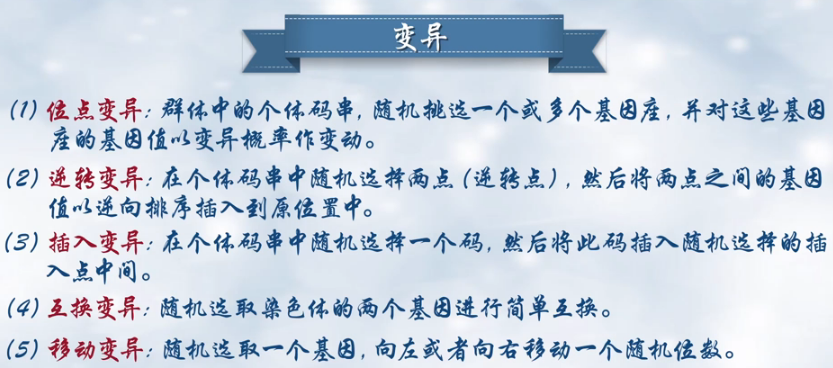 变异
(1) 位点变异：群体中的个体码串，随机挑选一个或多个基因座，并对这些基因
座的基因值以变异概率作变动。
(2) 逆转变异：在个体码串中随机选择两点（逆转点），然后将两点之间的基因
值以逆向排序插入到原位置中。
(3) 插入变异：在个体码串中随机选择一个码，然后将此码插入随机选择的插
入点中间。
(4) 互换变异：随机选取染色体的两个基因进行简单互换。
(5) 移动变异：随机选取一个基因，向左或者向右移动一个随机位数。